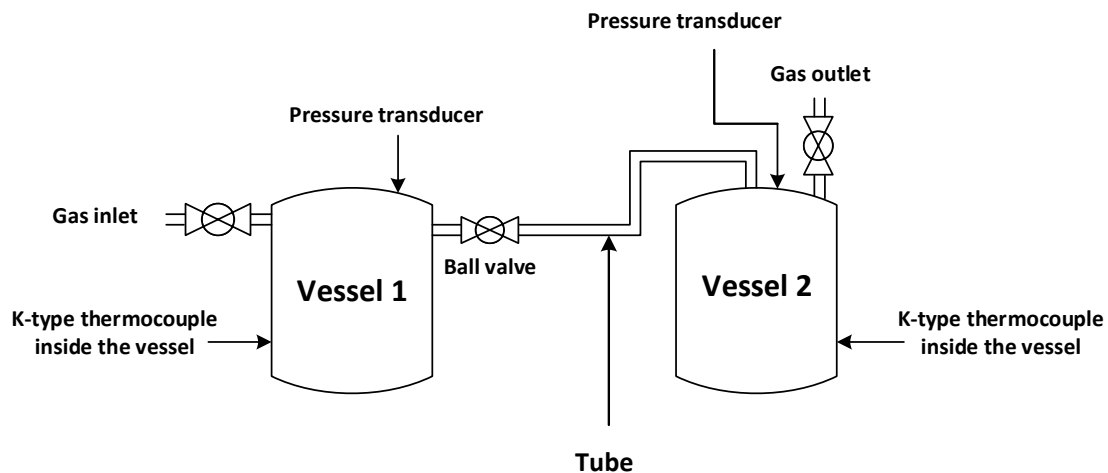 Pressure transducer
Gas outlet
Pressure transducer
Gas inlet
Ball valve
Vessel 1
Vessel 2
K-type thermocouple
inside the vessel
K-type thermocouple
inside the vessel
Tube